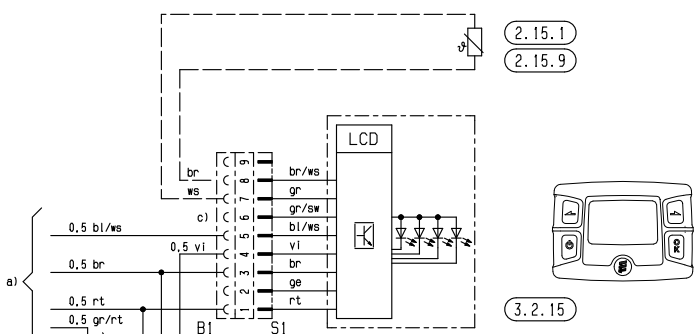 ϑ
2.15.1
2.15.9
LCD
br
9
8
br/ws
ws
7
gr
c)
6
gr/sw
0,5 bl/ws
5
bl/ws
0,5 vi
4
vi
a)
0,5 br
3
br
2
ge
0,5 rt
1
rt
0,5 gr/rt
B1
S1
OK
3.2.15